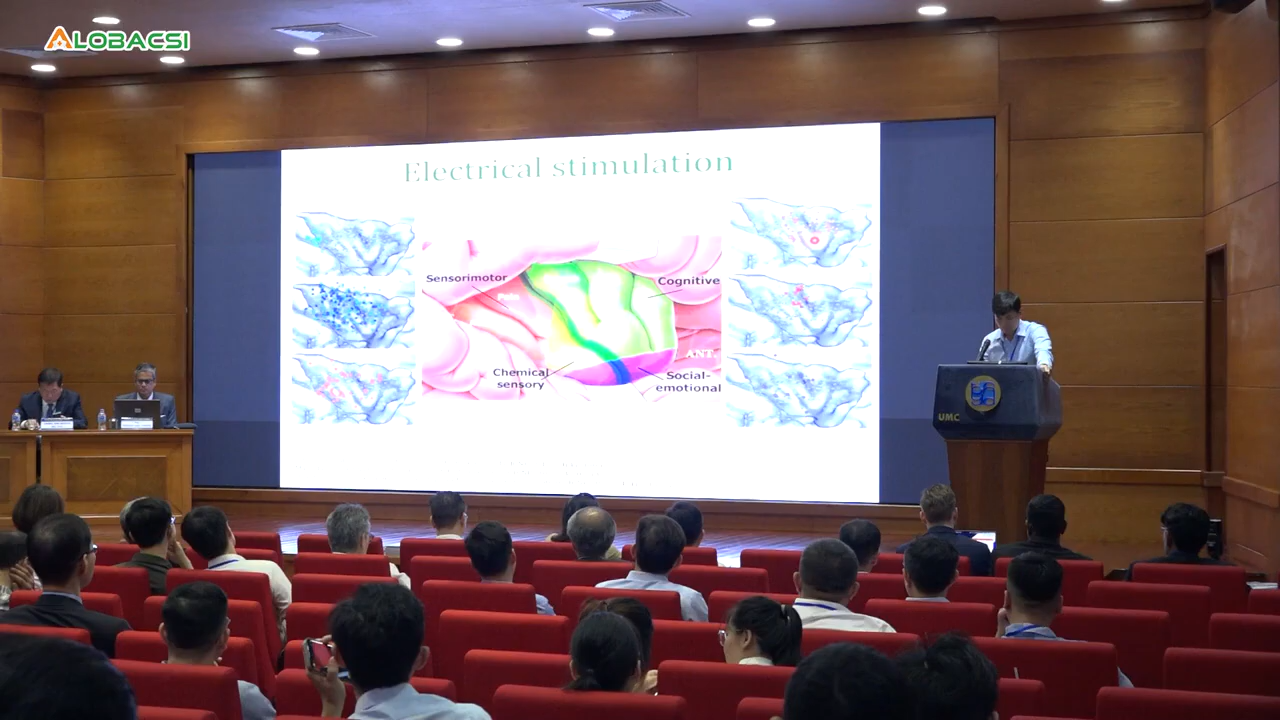 ALOBACSI
Electrical stimulation
Sensorimotor
Cognitive
ANT.
Chemical
sensory
Social-
emotional
UMC